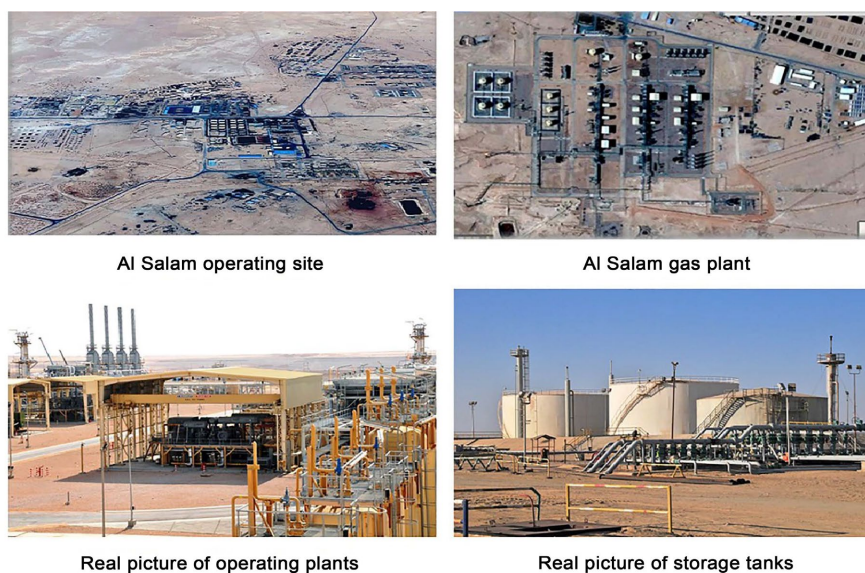 Al Salam operating site
Al Salam gas plant
Real picture of operating plants
Real picture of storage tanks